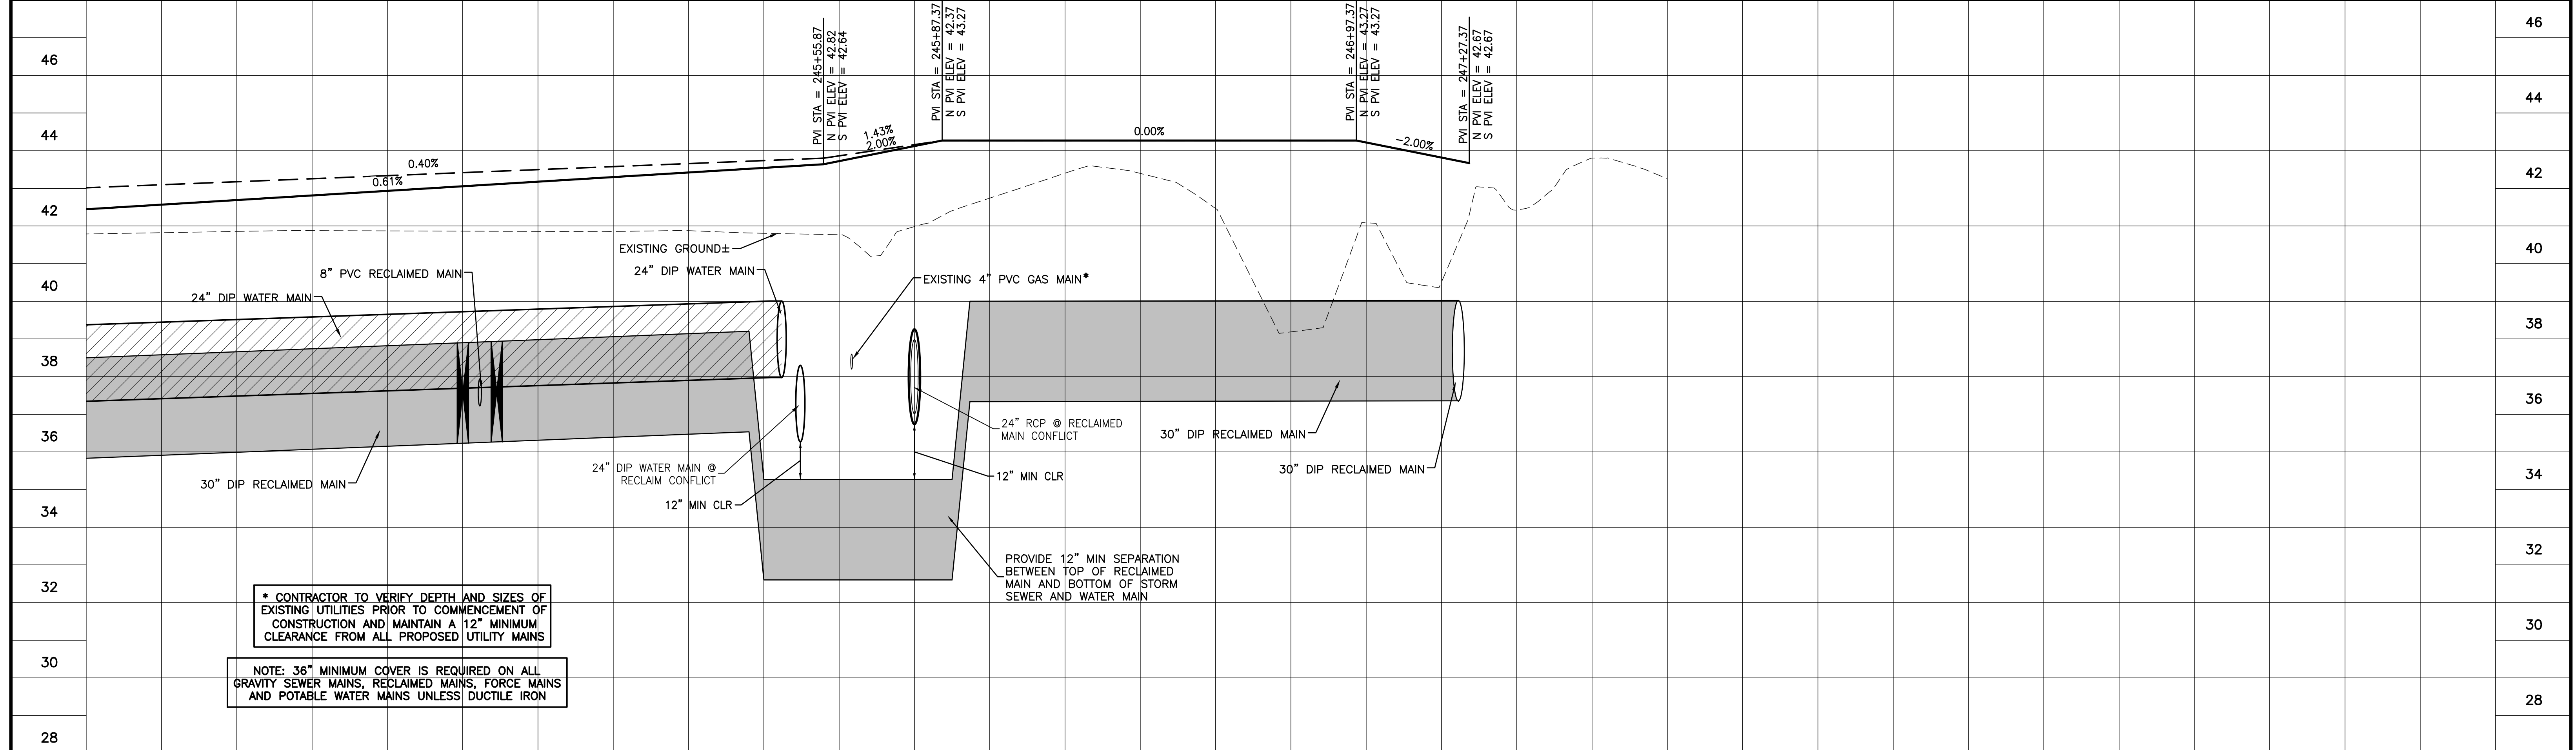 PVI STA = 245+55.87
N PVI ELEV = 42.82
S PVI ELEV = 42.64
PVI STA = 245+87.37
N PVI ELEV = 42.37
S PVI ELEV = 43.27
PVI STA = 246+97.37
N PVI ELEV = 43.27
S PVI ELEV = 43.27
PVI STA = 247+27.37
N PVI ELEV = 42.67
S PVI ELEV = 42.67
46
44
42
40
38
36
34
32
30
28
46
44
42
40
38
36
34
32
30
28
0.40%
0.61%
1.43%
2.00%
0.00%
-2.00%
EXISTING GROUND±
24" DIP WATER MAIN
8" PVC RECLAIMED MAIN
24" DIP WATER MAIN
EXISTING 4" PVC GAS MAIN*
24" RCP @ RECLAIMED
MAIN CONFLICT
30" DIP RECLAIMED MAIN
30" DIP RECLAIMED MAIN
24" DIP WATER MAIN @
RECLAIM CONFLICT
12" MIN CLR
12" MIN CLR
30" DIP RECLAIMED MAIN
PROVIDE 12" MIN SEPARATION
BETWEEN TOP OF RECLAIMED
MAIN AND BOTTOM OF STORM
SEWER AND WATER MAIN
* CONTRACTOR TO VERIFY DEPTH AND SIZES OF
EXISTING UTILITIES PRIOR TO COMMENCEMENT OF
CONSTRUCTION AND MAINTAIN A 12" MINIMUM
CLEARANCE FROM ALL PROPOSED UTILITY MAINS
NOTE: 36" MINIMUM COVER IS REQUIRED ON ALL
GRAVITY SEWER MAINS, RECLAIMED MAINS, FORCE MAINS
AND POTABLE WATER MAINS UNLESS DUCTILE IRON